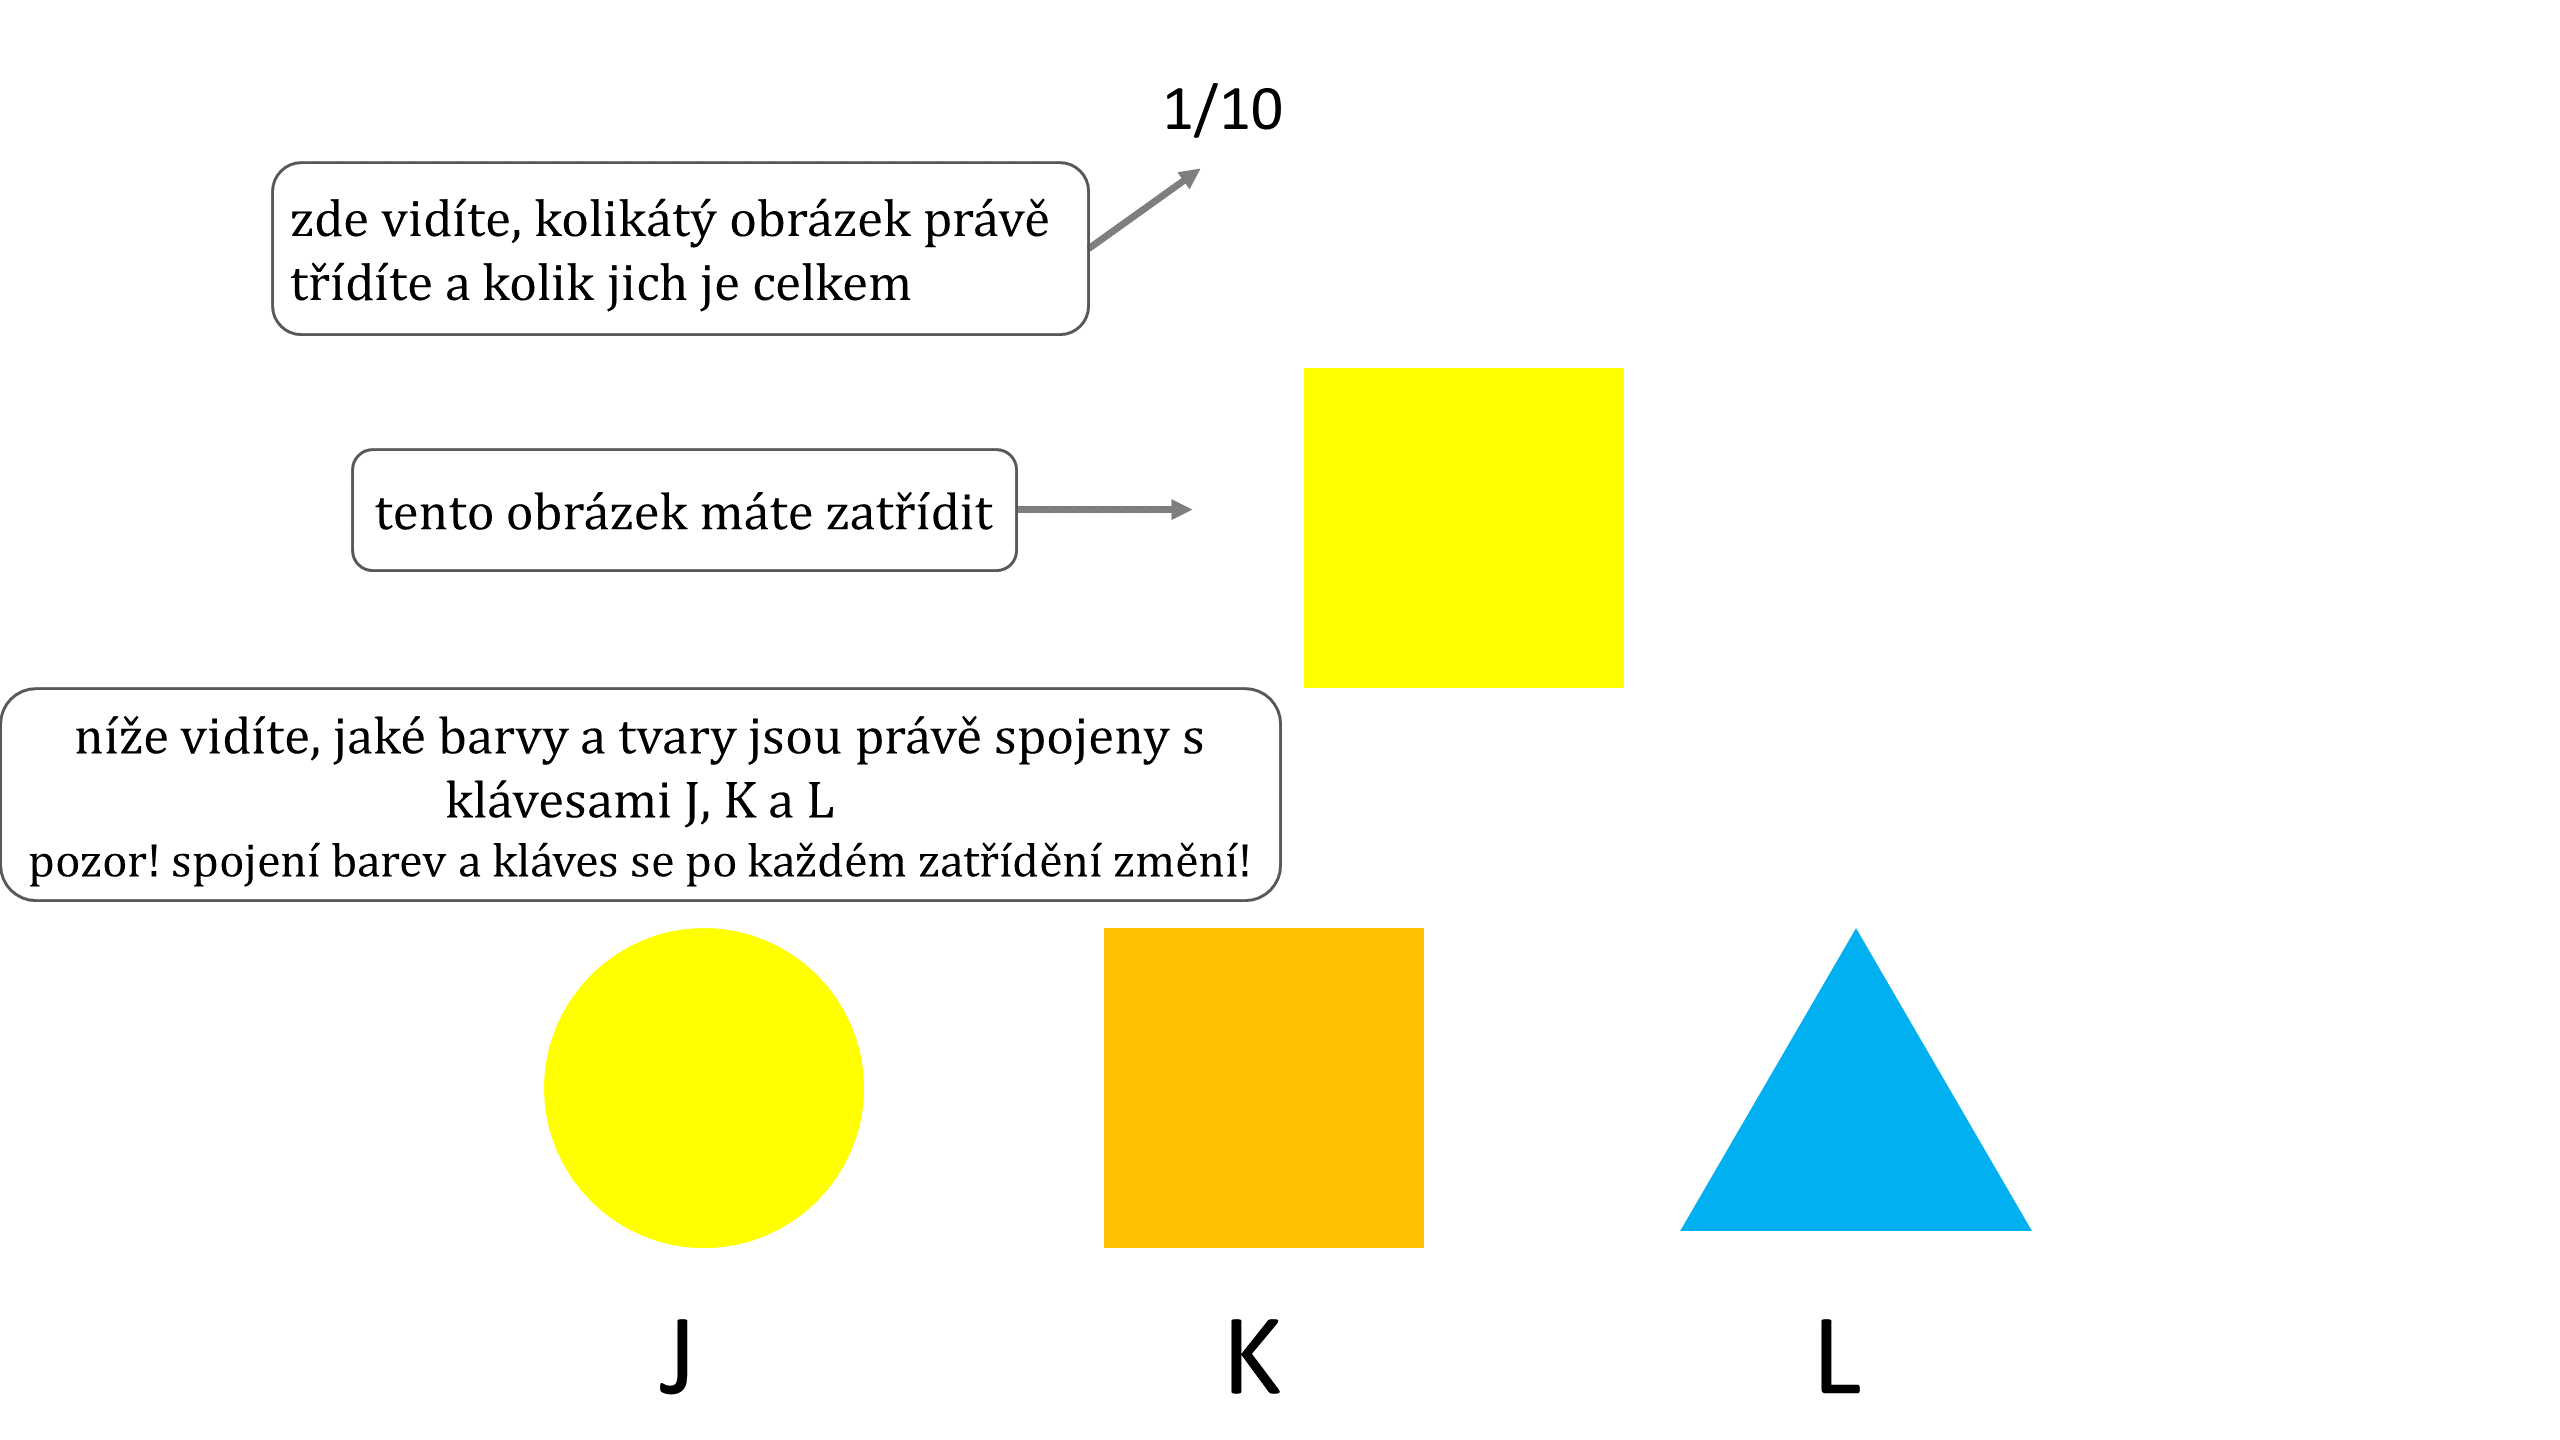 1/10
zde vidíte, kolikátý obrázek právě
třídíte a kolik jich je celkem
tento obrázek máte zatřídit
níže vidíte, jaké barvy a tvary jsou právě spojeny s
klávesami J, K a L
pozor! spojení barev a kláves se po každém zatřídění změní!
J K L